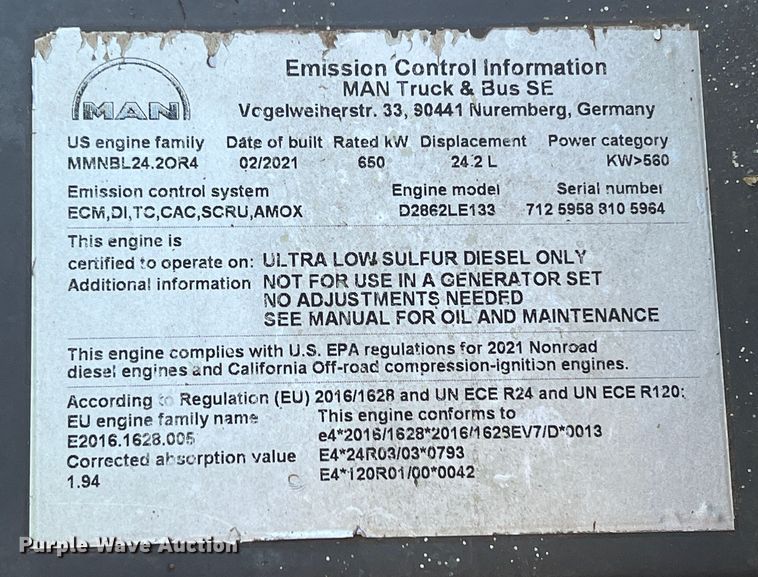 Emission Control Information
MAN Truck & Bus SE
Vogelweiherstr. 33, 90441 Nuremberg, Germany
MAN
US engine family Date of built Rated kW Displacement Power category
MMNBL24.2OR4 02/2021 650 24.2 L KW>560
Emission control system Engine model Serial number
ECM,DI,TC,CAC,SCRU,AMOX D2862LE133 712 5958 810 5964
This engine is
certified to operate on: ULTRA LOW SULFUR DIESEL ONLY
Additional information NOT FOR USE IN A GENERATOR SET
NO ADJUSTMENTS NEEDED
SEE MANUAL FOR OIL AND MAINTENANCE
This engine complies with U.S. EPA regulations for 2021 Nonroad
diesel engines and California Off-road compression-ignition engines.
According to Regulation (EU) 2016/1628 and UN ECE R24 and UN ECE R120:
EU engine family name This engine conforms to
E2016.1628.005 e4*2016/1628*2016/1628EV7/D*0013
Corrected absorption value E4*24R03/03*0793
1.94 E4*120R01/00*0042
Purple Wave Auction